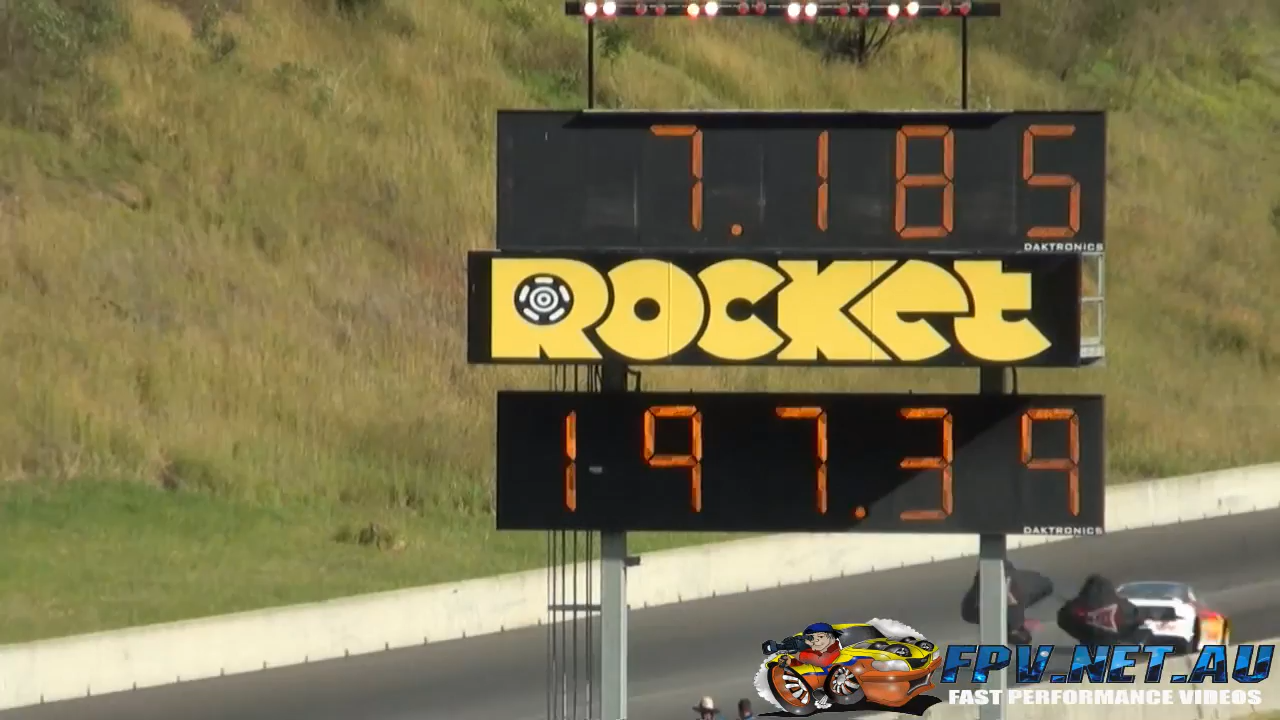 7.185
DAKTRONICS
ROCKET
197.39
DAKTRONICS
FPV.NET.AU
FAST PERFORMANCE VIDEOS